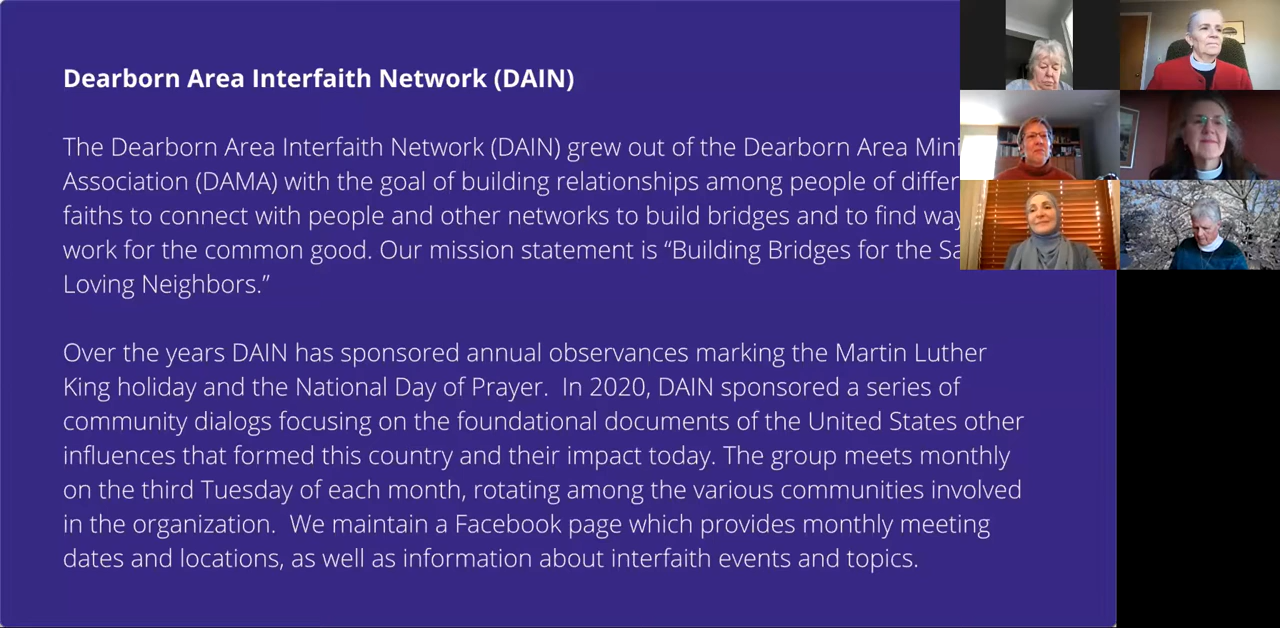 Dearborn Area Interfaith Network (DAIN)
The Dearborn Area Interfaith Network (DAIN) grew out of the Dearborn Area
Association (DAMA) with the goal of building relationships among people of
faiths to connect with people and other networks to build bridges and to find
work for the common good. Our mission statement is “Building Bridges for the
Loving Neighbors.”
Over the years DAIN has sponsored annual observances marking the Martin Luther
King holiday and the National Day of Prayer. In 2020, DAIN sponsored a series of
community dialogs focusing on the foundational documents of the United States other
influences that formed this country and their impact today. The group meets monthly
on the third Tuesday of each month, rotating among the various communities involved
in the organization. We maintain a Facebook page which provides monthly meeting
dates and locations, as well as information about interfaith events and topics.